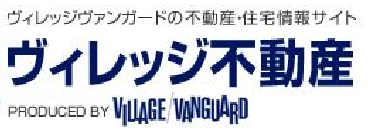 ヴィレッジヴァンガードの不動産・住宅情報サイト
ヴィレッジ不動産
PRODUCED BY VILLAGE/VANGUARD